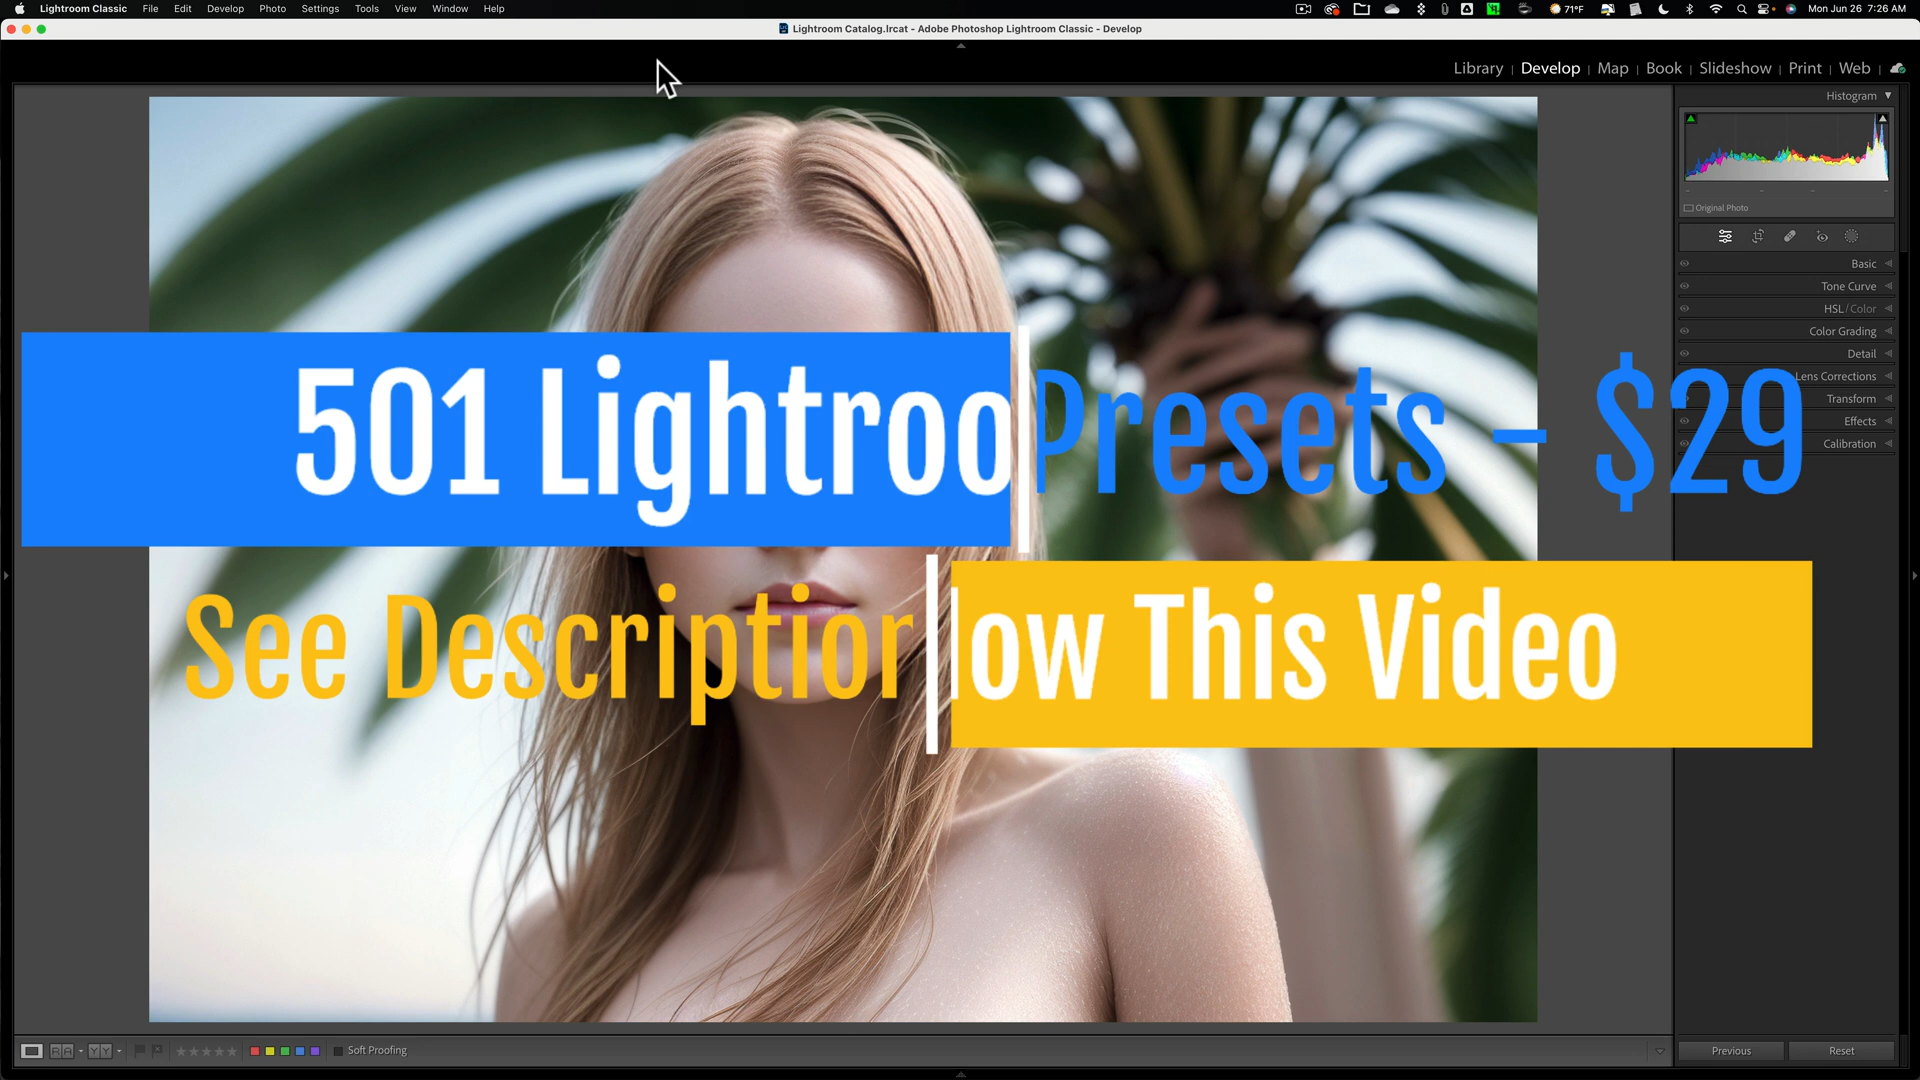 Lightroom Classic File Edit Develop Photo Settings Tools View Window Help 71°F Mon Jun 26 7:26 AM
Lightroom Catalog.lrcat - Adobe Photoshop Lightroom Classic - Develop
Library | Develop | Map | Book | Slideshow | Print | Web |
Histogram
Original Photo
Basic
Tone Curve
HSL / Color
Color Grading
Detail
Lens Corrections
Transform
Effects
Calibration
501 Lightroo Presets - $29
See Description low This Video
Soft Proofing
Previous Reset